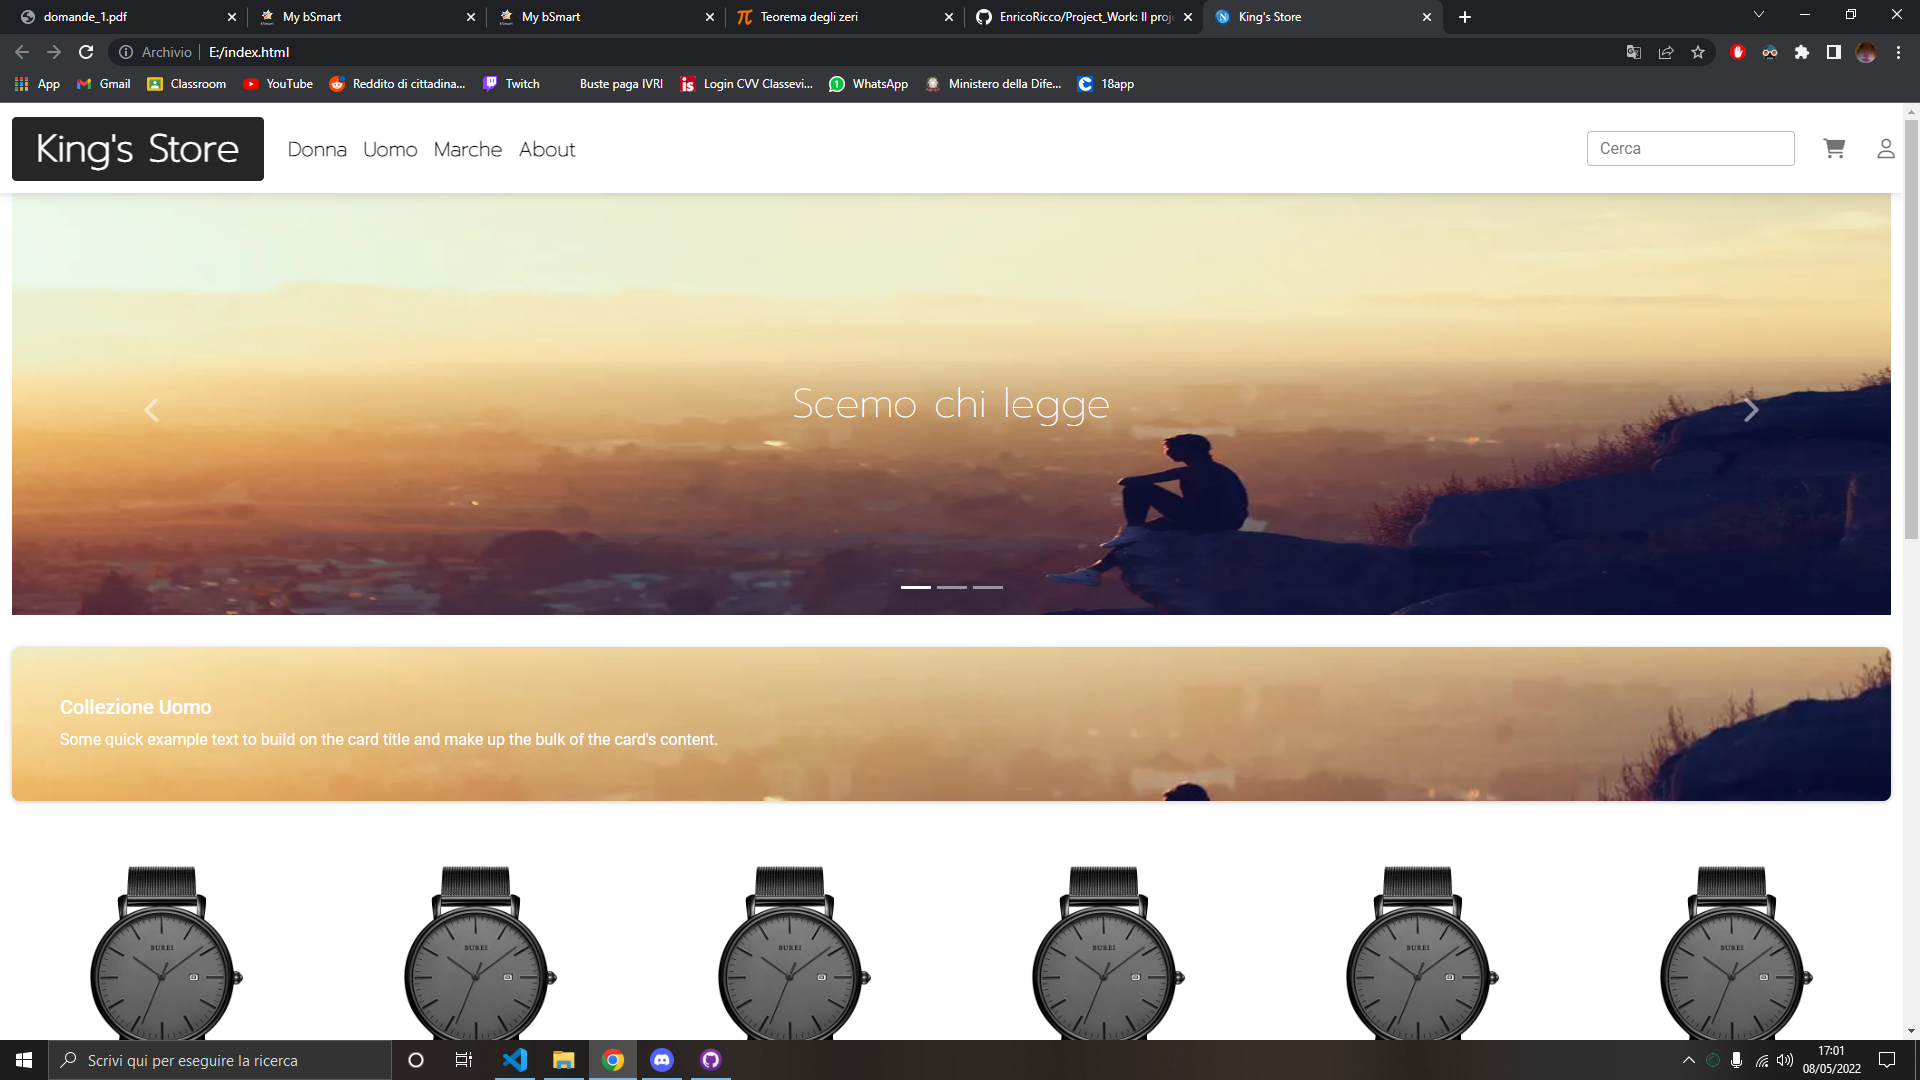 domande_1.pdf
My bSmart
My bSmart
Teorema degli zeri
EnricoRicco/Project_Work: Il proje
King's Store
Archivio
E:/index.html
App
Gmail
Classroom
YouTube
Reddito di cittadina...
Twitch
Buste paga IVRI
Login CVV Classevi...
WhatsApp
Ministero della Dife...
18app
King's Store
Donna
Uomo
Marche
About
Cerca
Scemo chi legge
Collezione Uomo
Some quick example text to build on the card title and make up the bulk of the card's content.
BUREI
BUREI
BUREI
BUREI
BUREI
BUREI
Scrivi qui per eseguire la ricerca
17:01
08/05/2022